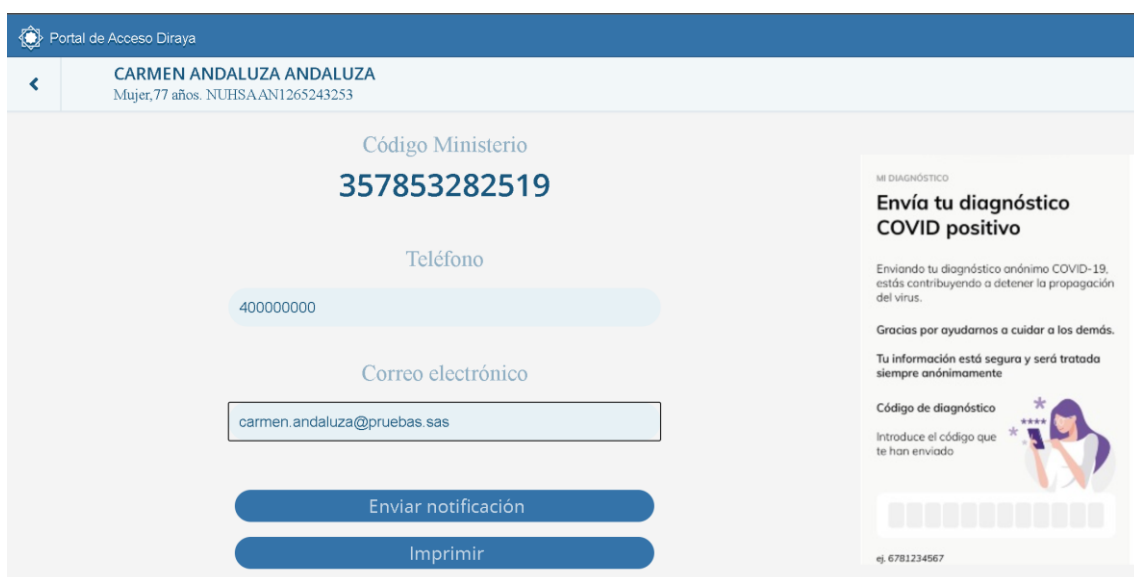 Portal de Acceso Diraya
CARMEN ANDALUZA ANDALUZA
Mujer,77 años. NUHSA AN1265243253
Código Ministerio
357853282519
Teléfono
400000000
Correo electrónico
carmen.andaluza@pruebas.sas
Enviar notificación
Imprimir
MI DIAGNÓSTICO
Envía tu diagnóstico
COVID positivo
Enviando tu diagnóstico anónimo COVID-19,
estás contribuyendo a detener la propagación
del virus.
Gracias por ayudarnos a cuidar a los demás.
Tu información está segura y será tratada
siempre anónimamente
Código de diagnóstico
****
Introduce el código que
te han enviado
ej. 6781234567